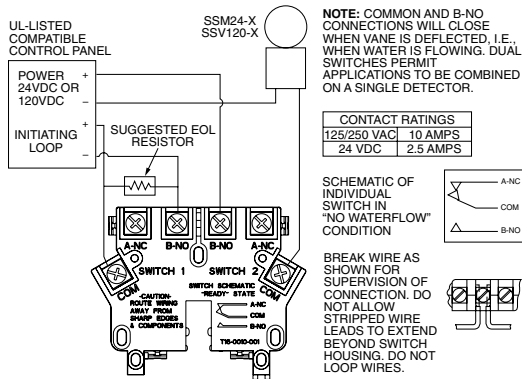 UL-LISTED
COMPATIBLE
CONTROL PANEL
POWER
24VDC OR
120VDC
+
–
INITIATING
LOOP
+
–
SUGGESTED EOL
RESISTOR
SSM24-X
SSV120-X
A-NC
B-NO
B-NO
A-NC
COM
SWITCH 1
SWITCH 2
COM
-CAUTION-
ROUTE WIRING
AWAY FROM
SHARP EDGES
& COMPONENTS
SWITCH SCHEMATIC
"READY" STATE
A-NC
COM
B-NO
T16-0010-001
NOTE: COMMON AND B-NO
CONNECTIONS WILL CLOSE
WHEN VANE IS DEFLECTED, I.E.,
WHEN WATER IS FLOWING. DUAL
SWITCHES PERMIT
APPLICATIONS TO BE COMBINED
ON A SINGLE DETECTOR.
CONTACT RATINGS
125/250 VAC 10 AMPS
24 VDC 2.5 AMPS
SCHEMATIC OF
INDIVIDUAL
SWITCH IN
“NO WATERFLOW”
CONDITION
A-NC
COM
B-NO
BREAK WIRE AS
SHOWN FOR
SUPERVISION OF
CONNECTION. DO
NOT ALLOW
STRIPPED WIRE
LEADS TO EXTEND
BEYOND SWITCH
HOUSING. DO NOT
LOOP WIRES.